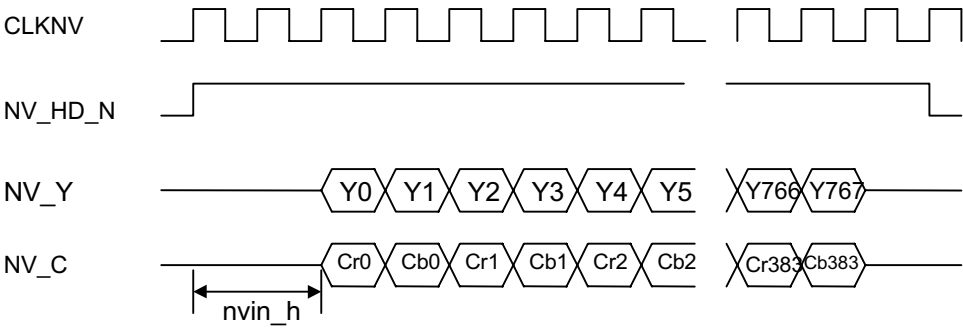 CLKNV
NV_HD_N
NV_Y Y0 Y1 Y2 Y3 Y4 Y5 Y766 Y767
NV_C Cr0 Cb0 Cr1 Cb1 Cr2 Cb2 Cr383 Cb383
nvin_h